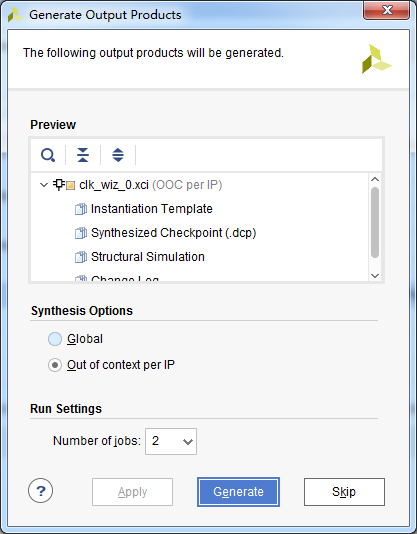 Generate Output Products
The following output products will be generated.
Preview
clk_wiz_0.xci (OOC per IP)
Instantiation Template
Synthesized Checkpoint (.dcp)
Structural Simulation
Change Log
Synthesis Options
Global
Out of context per IP
Run Settings
Number of jobs: 2
? Apply Generate Skip